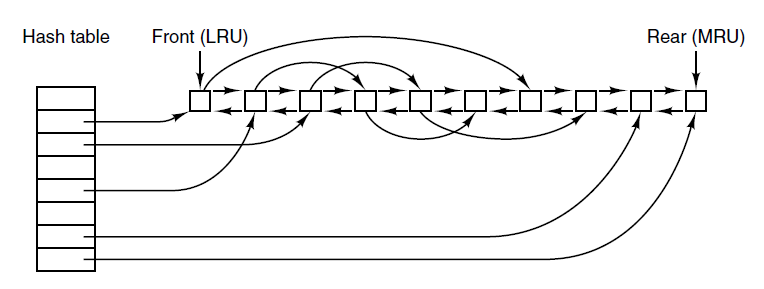 Hash table
Front (LRU)
Rear (MRU)